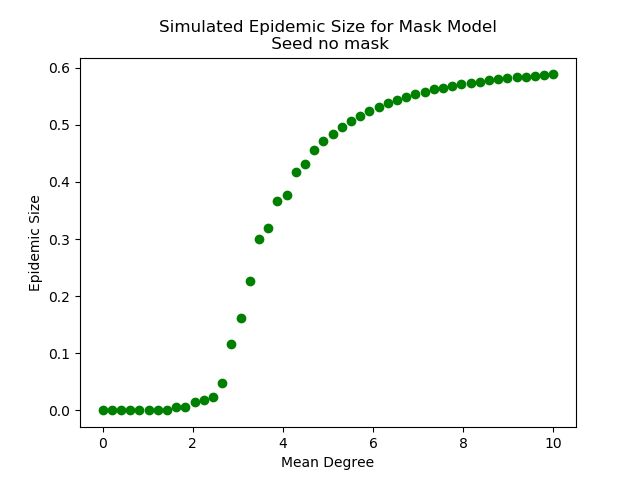 Simulated Epidemic Size for Mask Model
Seed no mask
0.6
0.5
0.4
0.3
0.2
0.1
0.0
Epidemic Size
0 2 4 6 8 10
Mean Degree